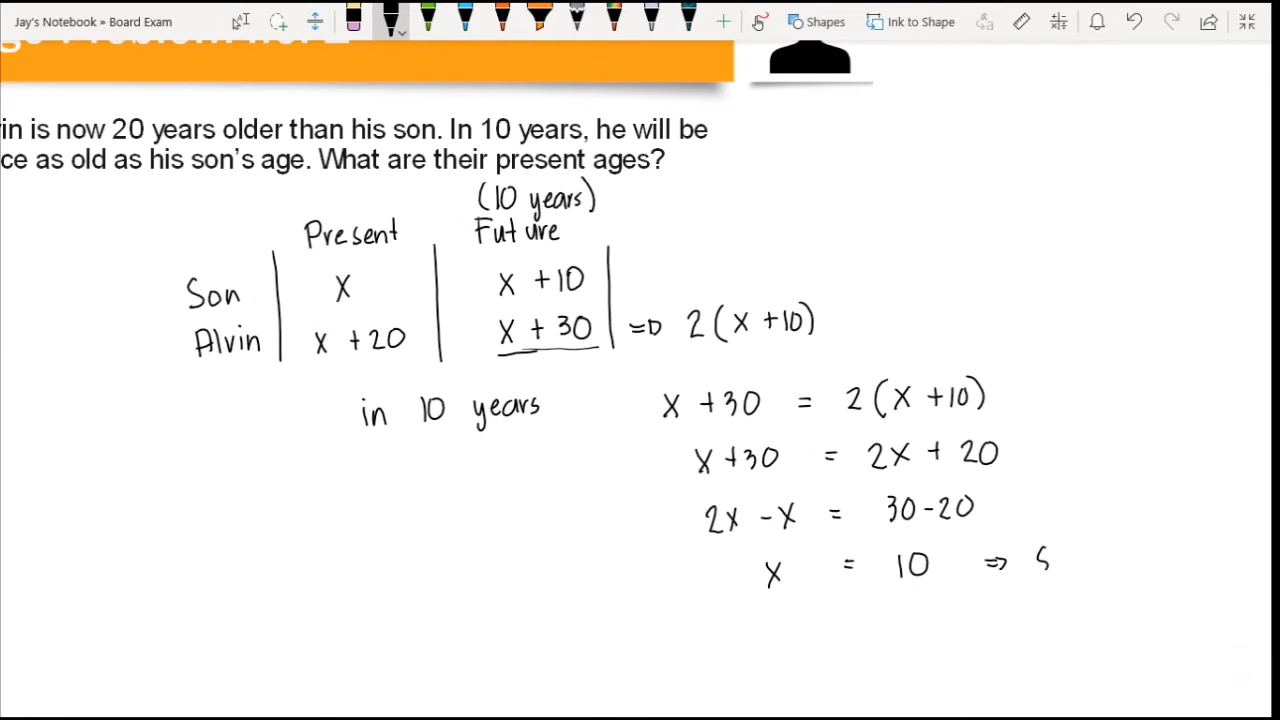 Jay's Notebook » Board Exam
Shapes
Ink to Shape
in is now 20 years older than his son. In 10 years, he will be
ce as old as his son's age. What are their present ages?
(10 years)
Present Future
Son x x + 10
Alvin x + 20 x + 30 => 2(x + 10)
in 10 years
x + 30 = 2(x + 10)
x + 30 = 2x + 20
2x - x = 30 - 20
x = 10 => S